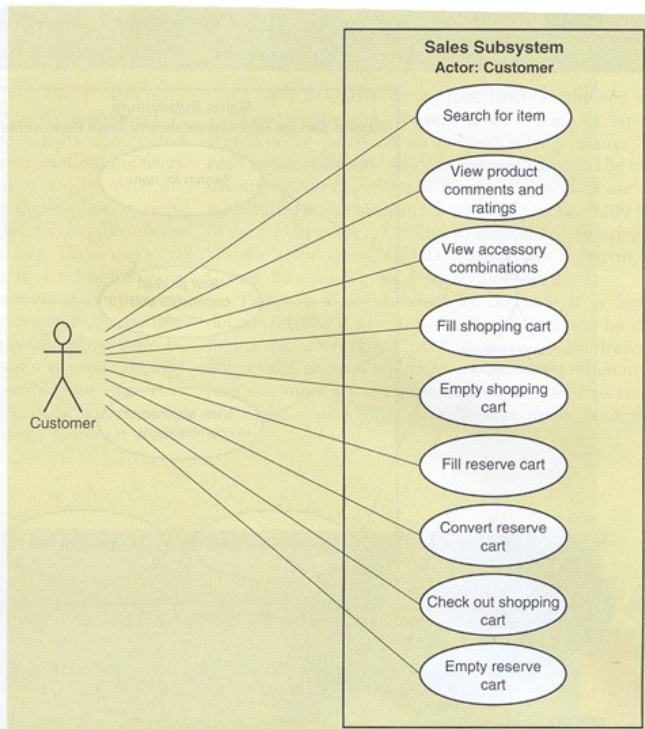 Sales Subsystem
Actor: Customer
Search for item
View product
comments and
ratings
View accessory
combinations
Fill shopping cart
Empty shopping
cart
Fill reserve cart
Convert reserve
cart
Check out shopping
cart
Empty reserve
cart
Customer